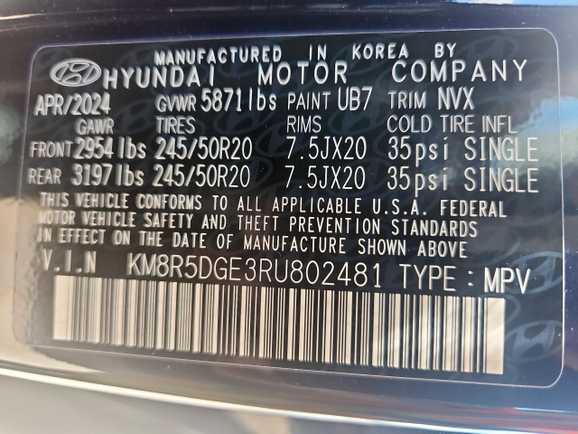 MANUFACTURED IN KOREA BY
HYUNDAI MOTOR COMPANY
APR/2024 GVWR 5871lbs PAINT UB7 TRIM NVX
GAWR TIRES RIMS COLD TIRE INFL
FRONT 2954lbs 245/50R20 7.5JX20 35psi SINGLE
REAR 3197lbs 245/50R20 7.5JX20 35psi SINGLE
THIS VEHICLE CONFORMS TO ALL APPLICABLE U.S.A. FEDERAL
MOTOR VEHICLE SAFETY AND THEFT PREVENTION STANDARDS
IN EFFECT ON THE DATE OF MANUFACTURE SHOWN ABOVE.
V.I.N KM8R5DGE3RU802481 TYPE: MPV